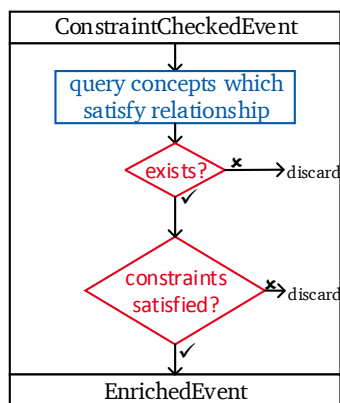 ConstraintCheckedEvent
query concepts which
satisfy relationship
exists?
discard
constraints
satisfied?
discard
EnrichedEvent